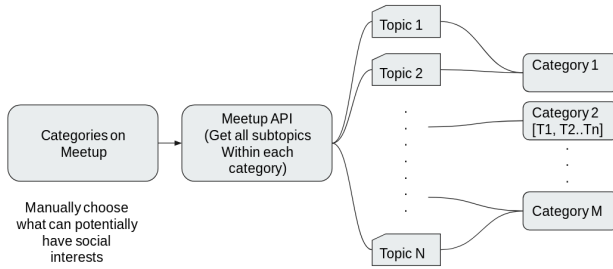 Categories on
Meetup
Manually choose
what can potentially
have social
interests
Meetup API
(Get all subtopics
Within each
category)
Topic 1
Topic 2
Topic N
Category 1
Category 2
[T1, T2..Tn]
Category M